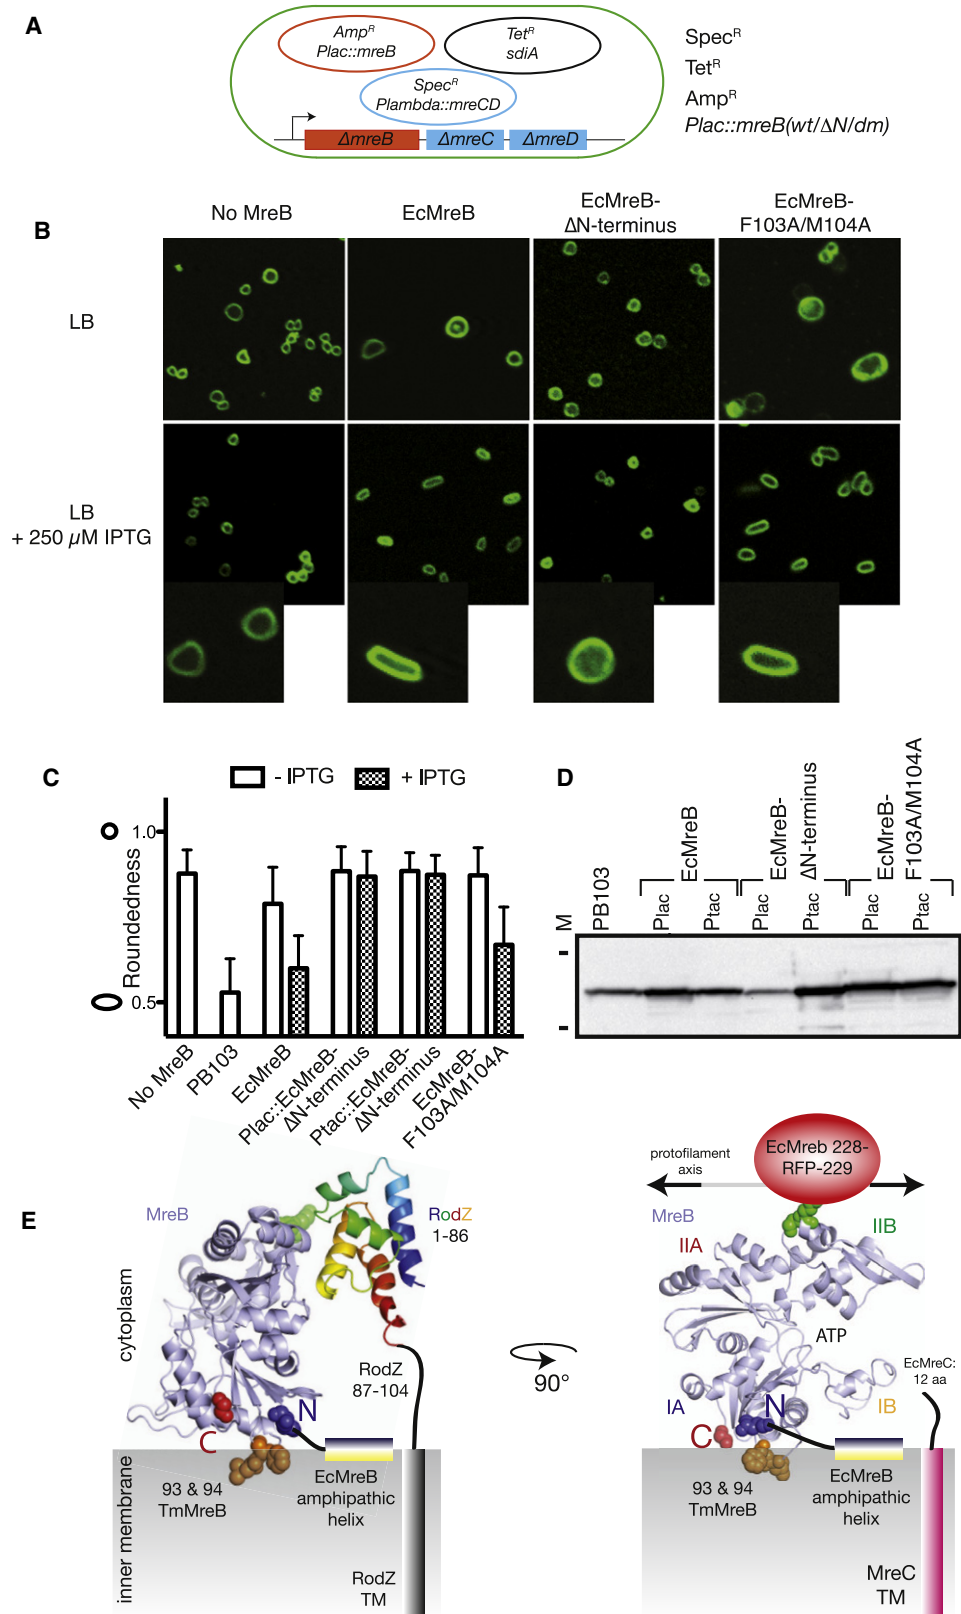 A
Amp^R
Plac::mreB
Tet^R
sdiA
Spec^R
Plambda::mreCD
ΔmreB
ΔmreC
ΔmreD
Spec^R
Tet^R
Amp^R
Plac::mreB(wt/ΔN/dm)
B
No MreB
EcMreB
EcMreB-
ΔN-terminus
EcMreB-
F103A/M104A
LB
LB
+ 250 µM IPTG
C
- IPTG
+ IPTG
Roundedness
1.0
0.5
No MreB
PB103
EcMreB
Plac::EcMreB-
ΔN-terminus
Ptac::EcMreB-
ΔN-terminus
EcMreB-
F103A/M104A
D
M
PB103
EcMreB
Plac
Ptac
EcMreB-
ΔN-terminus
Plac
Ptac
EcMreB-
F103A/M104A
Plac
Ptac
E
cytoplasm
inner membrane
MreB
RodZ
1-86
RodZ
87-104
N
C
93 & 94
TmMreB
EcMreB
amphipathic
helix
RodZ
TM
90°
protofilament
axis
EcMreb 228-
RFP-229
MreB
IIA
IIB
ATP
IA
IB
N
C
EcMreC:
12 aa
93 & 94
TmMreB
EcMreB
amphipathic
helix
MreC
TM